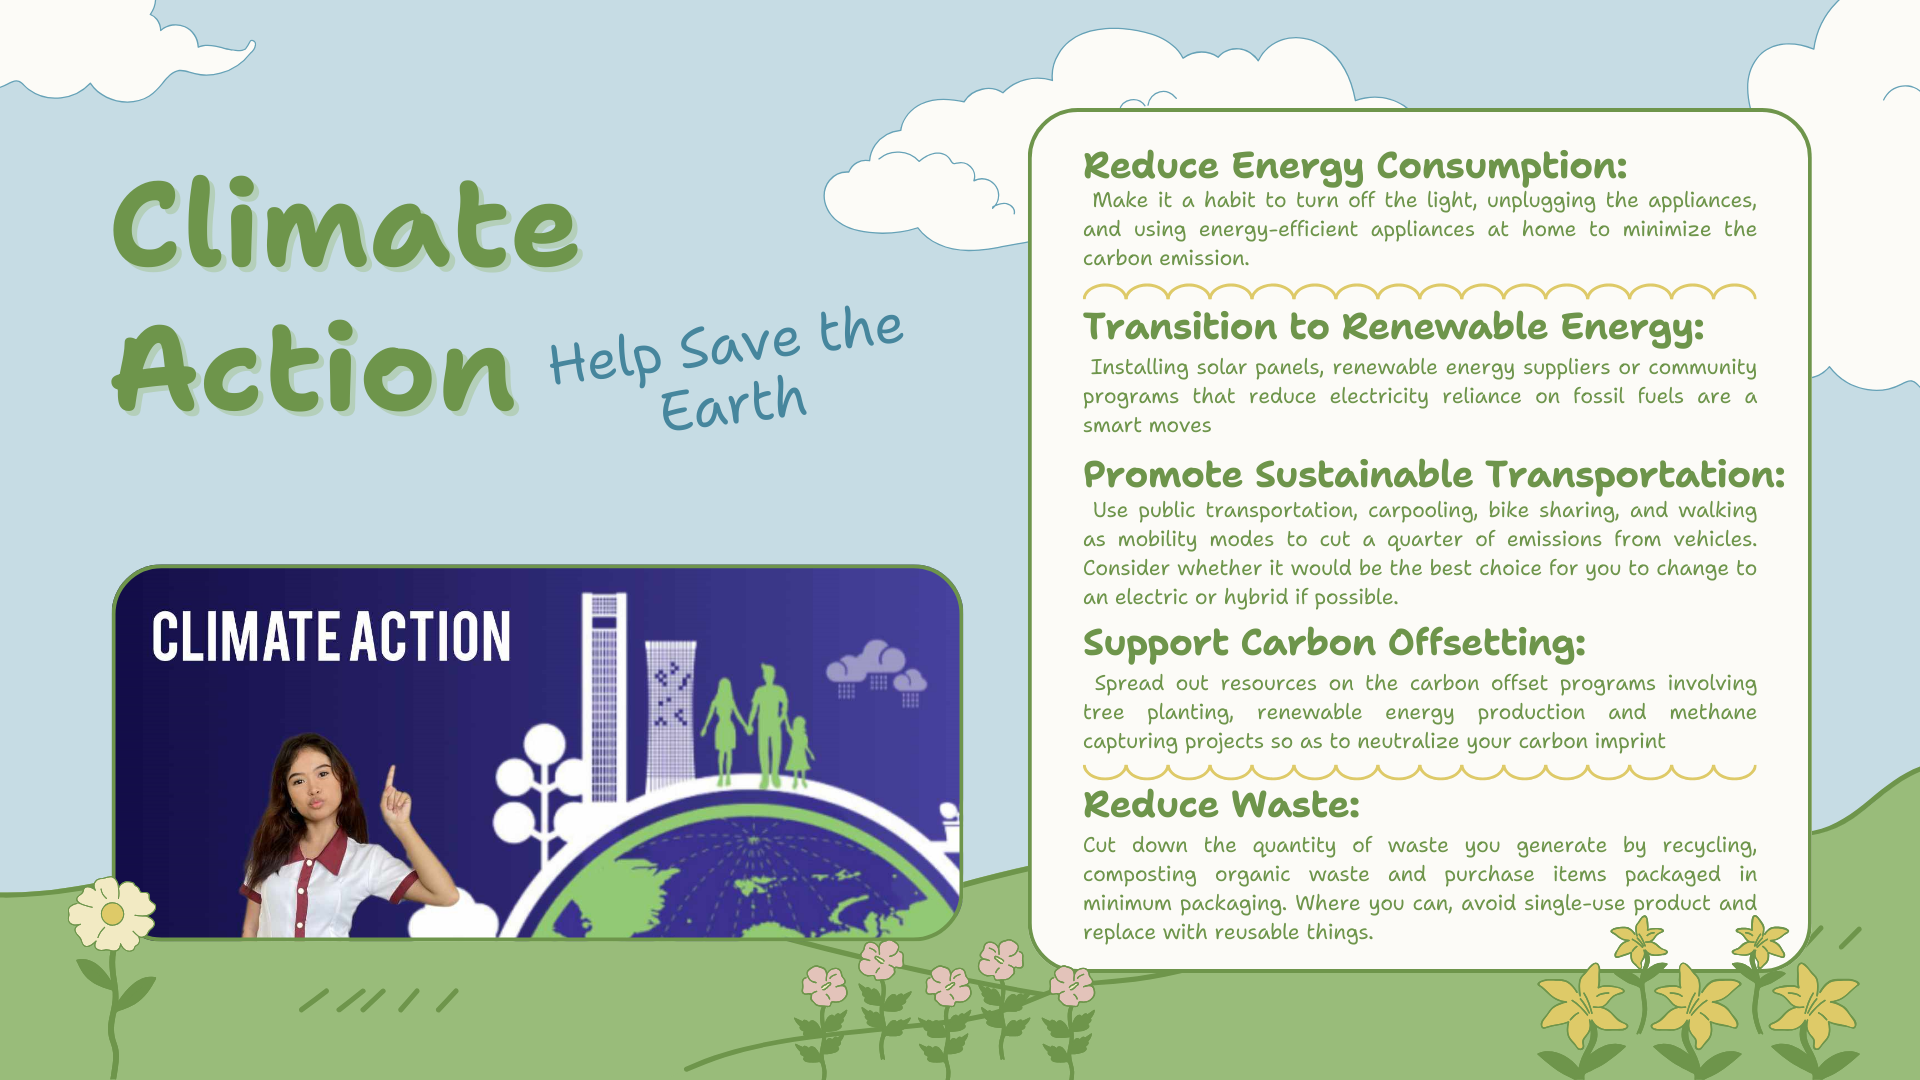 Climate
Action
Help Save the
Earth
CLIMATE ACTION
Reduce Energy Consumption:
Make it a habit to turn off the light, unplugging the appliances,
and using energy-efficient appliances at home to minimize the
carbon emission.
Transition to Renewable Energy:
Installing solar panels, renewable energy suppliers or community
programs that reduce electricity reliance on fossil fuels are a
smart moves
Promote Sustainable Transportation:
Use public transportation, carpooling, bike sharing, and walking
as mobility modes to cut a quarter of emissions from vehicles.
Consider whether it would be the best choice for you to change to
an electric or hybrid if possible.
Support Carbon Offsetting:
Spread out resources on the carbon offset programs involving
tree planting, renewable energy production and methane
capturing projects so as to neutralize your carbon imprint
Reduce Waste:
Cut down the quantity of waste you generate by recycling,
composting organic waste and purchase items packaged in
minimum packaging. Where you can, avoid single-use product and
replace with reusable things.